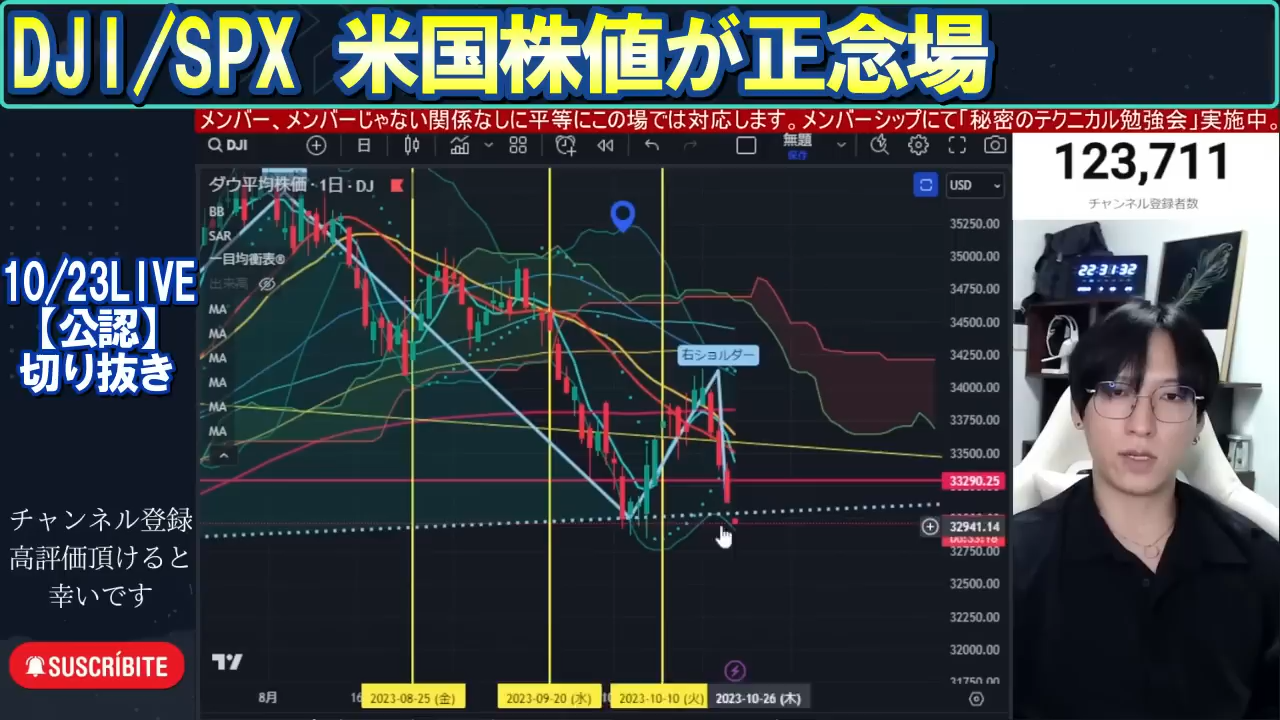 DJI/SPX 米国株値が正念場
メンバー、メンバーじゃない関係なしに平等にこの場では対応します。メンバーシップにて「秘密のテクニカル勉強会」実施中。
10/23LIVE
【公認】
切り抜き
チャンネル登録
高評価頂けると
幸いです
SUSCRÍBITE
DJI
日
無題
保存
ダウ平均株価・1日・DJ
BB
SAR
一目均衡表
出来高
MA
MA
MA
MA
MA
MA
右ショルダー
USD
35250.00
35000.00
34750.00
34500.00
34250.00
34000.00
33750.00
33500.00
33290.25
32941.14
00:33:18
32750.00
32500.00
32250.00
32000.00
31750.00
8月
16
2023-08-25 (金)
2023-09-20 (水)
2023-10-10 (火)
2023-10-26 (木)
123,711
チャンネル登録者数
22:31:32